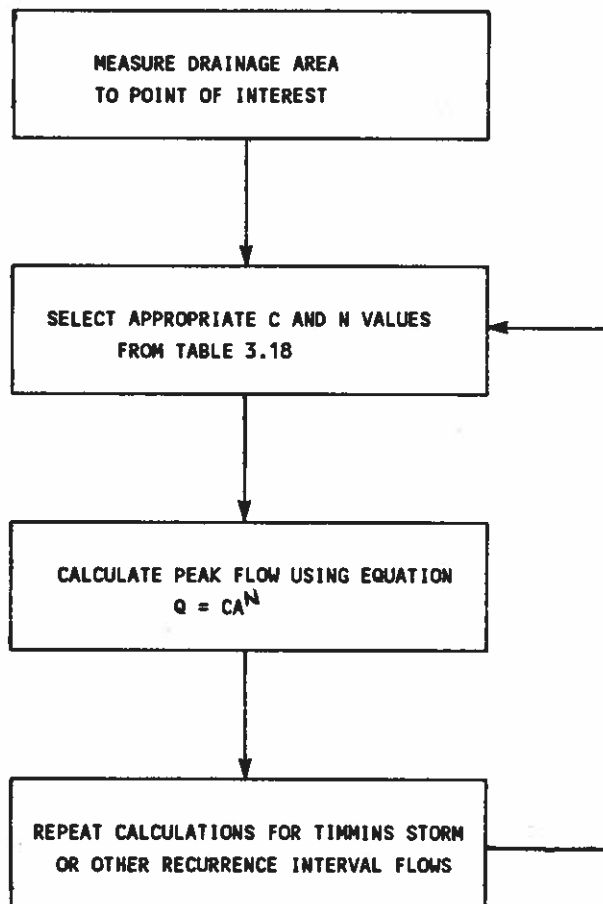 MEASURE DRAINAGE AREA
TO POINT OF INTEREST
SELECT APPROPRIATE C AND N VALUES
FROM TABLE 3.18
CALCULATE PEAK FLOW USING EQUATION
Q = CA^N
REPEAT CALCULATIONS FOR TIMMINS STORM
OR OTHER RECURRENCE INTERVAL FLOWS